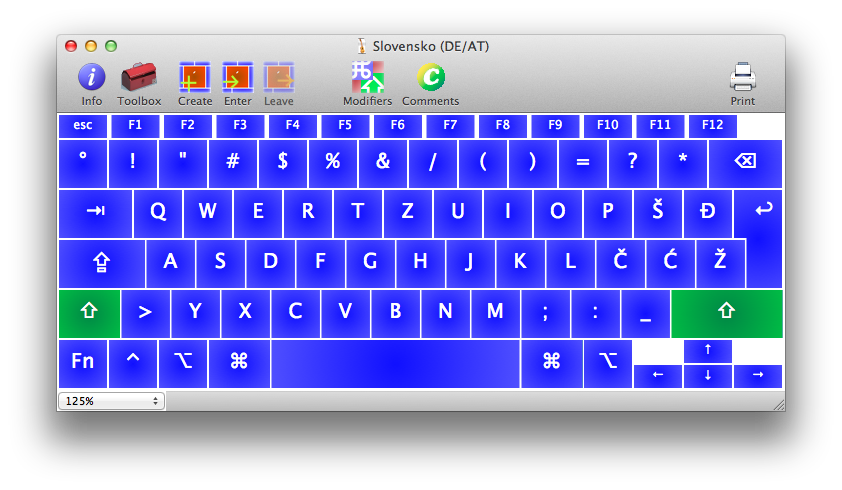 Slovensko (DE/AT)
Info Toolbox Create Enter Leave Modifiers Comments Print
esc F1 F2 F3 F4 F5 F6 F7 F8 F9 F10 F11 F12
° ! " # $ % & / ( ) = ? * ⌫
⇥ Q W E R T Z U I O P Š Đ ↩
⇪ A S D F G H J K L Č Ć Ž
⇧ > Y X C V B N M ; : _ ⇧
Fn ^ ⌥ ⌘ ⌘ ⌥ ← ↑ ↓ →
125%